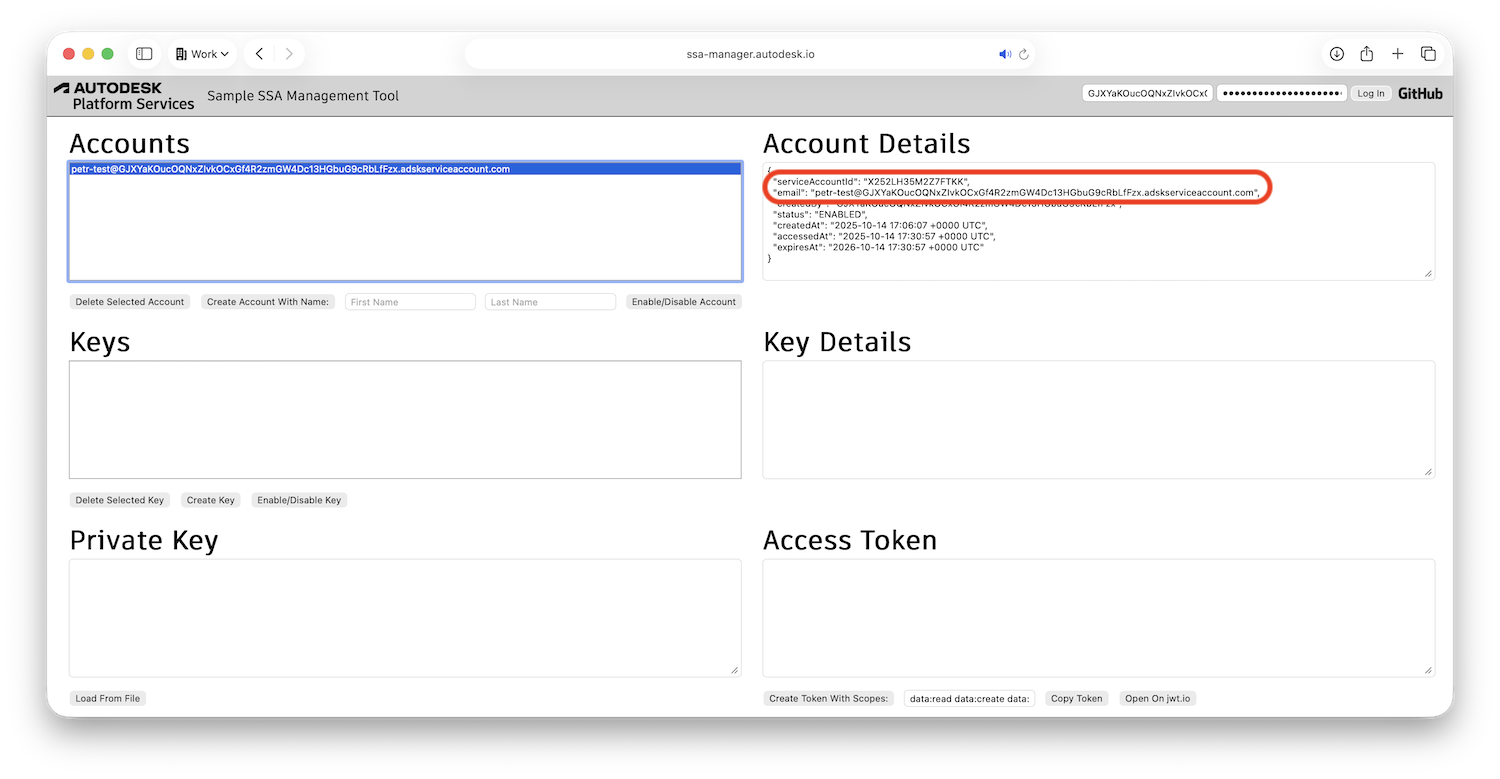 Work
ssa-manager.autodesk.io
AUTODESK
Platform Services
Sample SSA Management Tool
GJXYaKOucOQNxZIvkOCx(
Log In
GitHub
Accounts
petr-test@GJXYaKOucOQNxZIvkOCxGf4R2zmGW4Dc13HGbuG9cRbLfFzx.adskserviceaccount.com
Delete Selected Account
Create Account With Name:
First Name
Last Name
Enable/Disable Account
Account Details
{
"serviceAccountId": "X252LH35M2Z7FTKK",
"email": "petr-test@GJXYaKOucOQNxZIvkOCxGf4R2zmGW4Dc13HGbuG9cRbLfFzx.adskserviceaccount.com",
"createdBy": "GJXYaKOucOQNxZIvkOCxGf4R2zmGW4Dc13HGbuG9cRbLfFzx",
"status": "ENABLED",
"createdAt": "2025-10-14 17:06:07 +0000 UTC",
"accessedAt": "2025-10-14 17:30:57 +0000 UTC",
"expiresAt": "2026-10-14 17:30:57 +0000 UTC"
}
Keys
Delete Selected Key
Create Key
Enable/Disable Key
Key Details
Private Key
Load From File
Access Token
Create Token With Scopes:
data:read data:create data:
Copy Token
Open On jwt.io